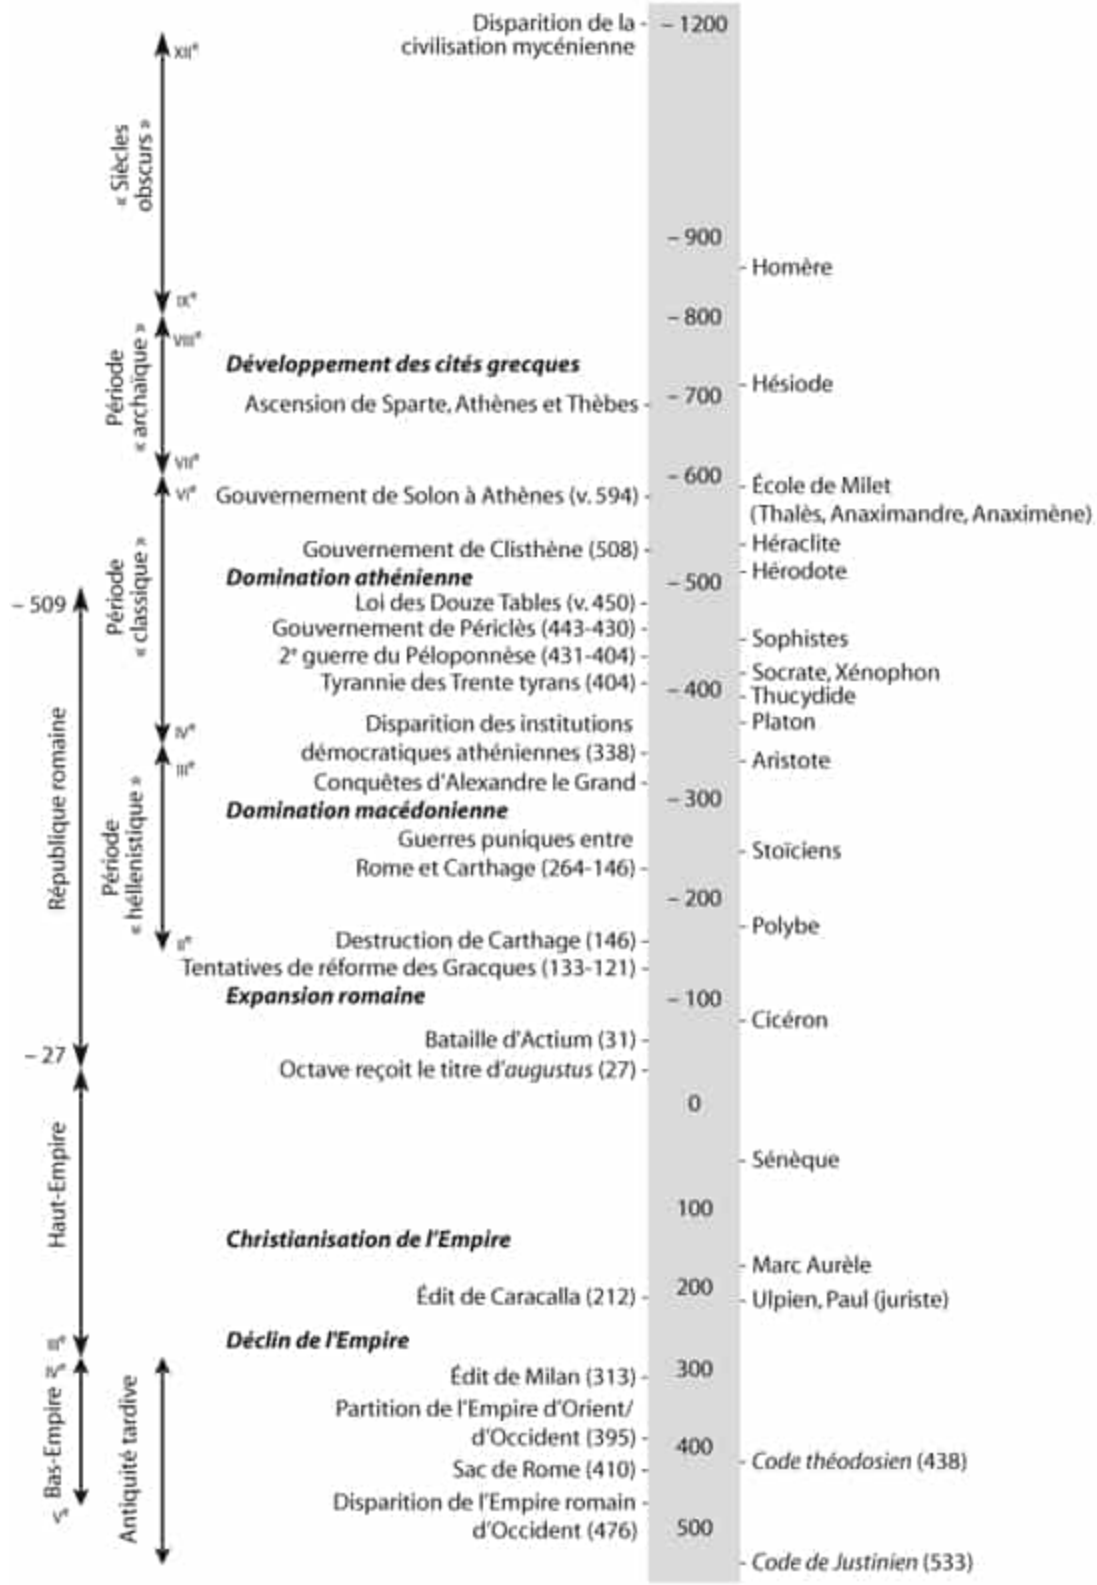 Disparition de la
civilisation mycénienne
– 1200
XIIe
« Siècles
obscurs »
– 900
Homère
IXe
– 800
VIIIe
Période
« archaïque »
Développement des cités grecques
Hésiode
– 700
Ascension de Sparte, Athènes et Thèbes
VIIe
– 600
VIe
Gouvernement de Solon à Athènes (v. 594)
École de Milet
(Thalès, Anaximandre, Anaximène)
Gouvernement de Clisthène (508)
Héraclite
Période
« classique »
Domination athénienne
– 500
Hérodote
– 509
Loi des Douze Tables (v. 450)
Gouvernement de Périclès (443-430)
Sophistes
2e guerre du Péloponnèse (431-404)
Socrate, Xénophon
Tyrannie des Trente tyrans (404)
– 400
Thucydide
République romaine
Disparition des institutions
démocratiques athéniennes (338)
Platon
IVe
Aristote
IIIe
Conquêtes d'Alexandre le Grand
– 300
Domination macédonienne
Période
« héllenistique »
Guerres puniques entre
Rome et Carthage (264-146)
Stoïciens
– 200
Polybe
IIe
Destruction de Carthage (146)
Tentatives de réforme des Gracques (133-121)
Expansion romaine
– 100
Cicéron
Bataille d'Actium (31)
– 27
Octave reçoit le titre d'augustus (27)
0
Haut-Empire
Sénèque
100
Christianisation de l'Empire
Marc Aurèle
200
Édit de Caracalla (212)
Ulpien, Paul (juriste)
IIIe
Déclin de l'Empire
300
IVe
Édit de Milan (313)
Bas-Empire
Antiquité tardive
Partition de l'Empire d'Orient/
d'Occident (395)
400
Code théodosien (438)
Sac de Rome (410)
Ve
Disparition de l'Empire romain
d'Occident (476)
500
Code de Justinien (533)